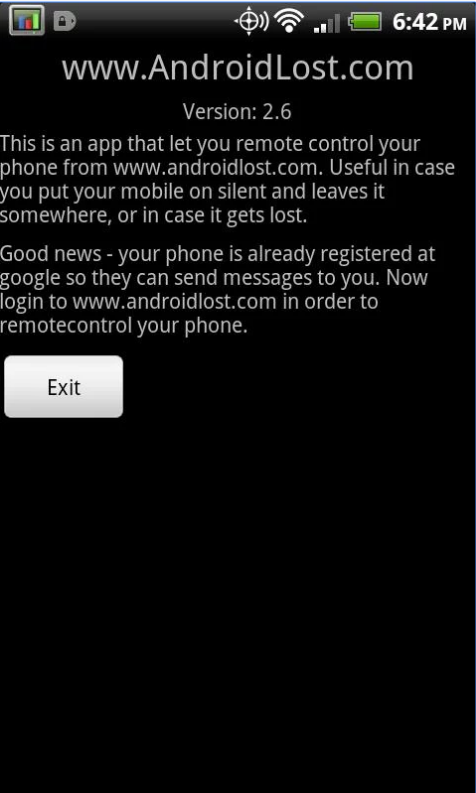 6:42 PM
www.AndroidLost.com
Version: 2.6
This is an app that let you remote control your
phone from www.androidlost.com. Useful in case
you put your mobile on silent and leaves it
somewhere, or in case it gets lost.
Good news - your phone is already registered at
google so they can send messages to you. Now
login to www.androidlost.com in order to
remotecontrol your phone.
Exit